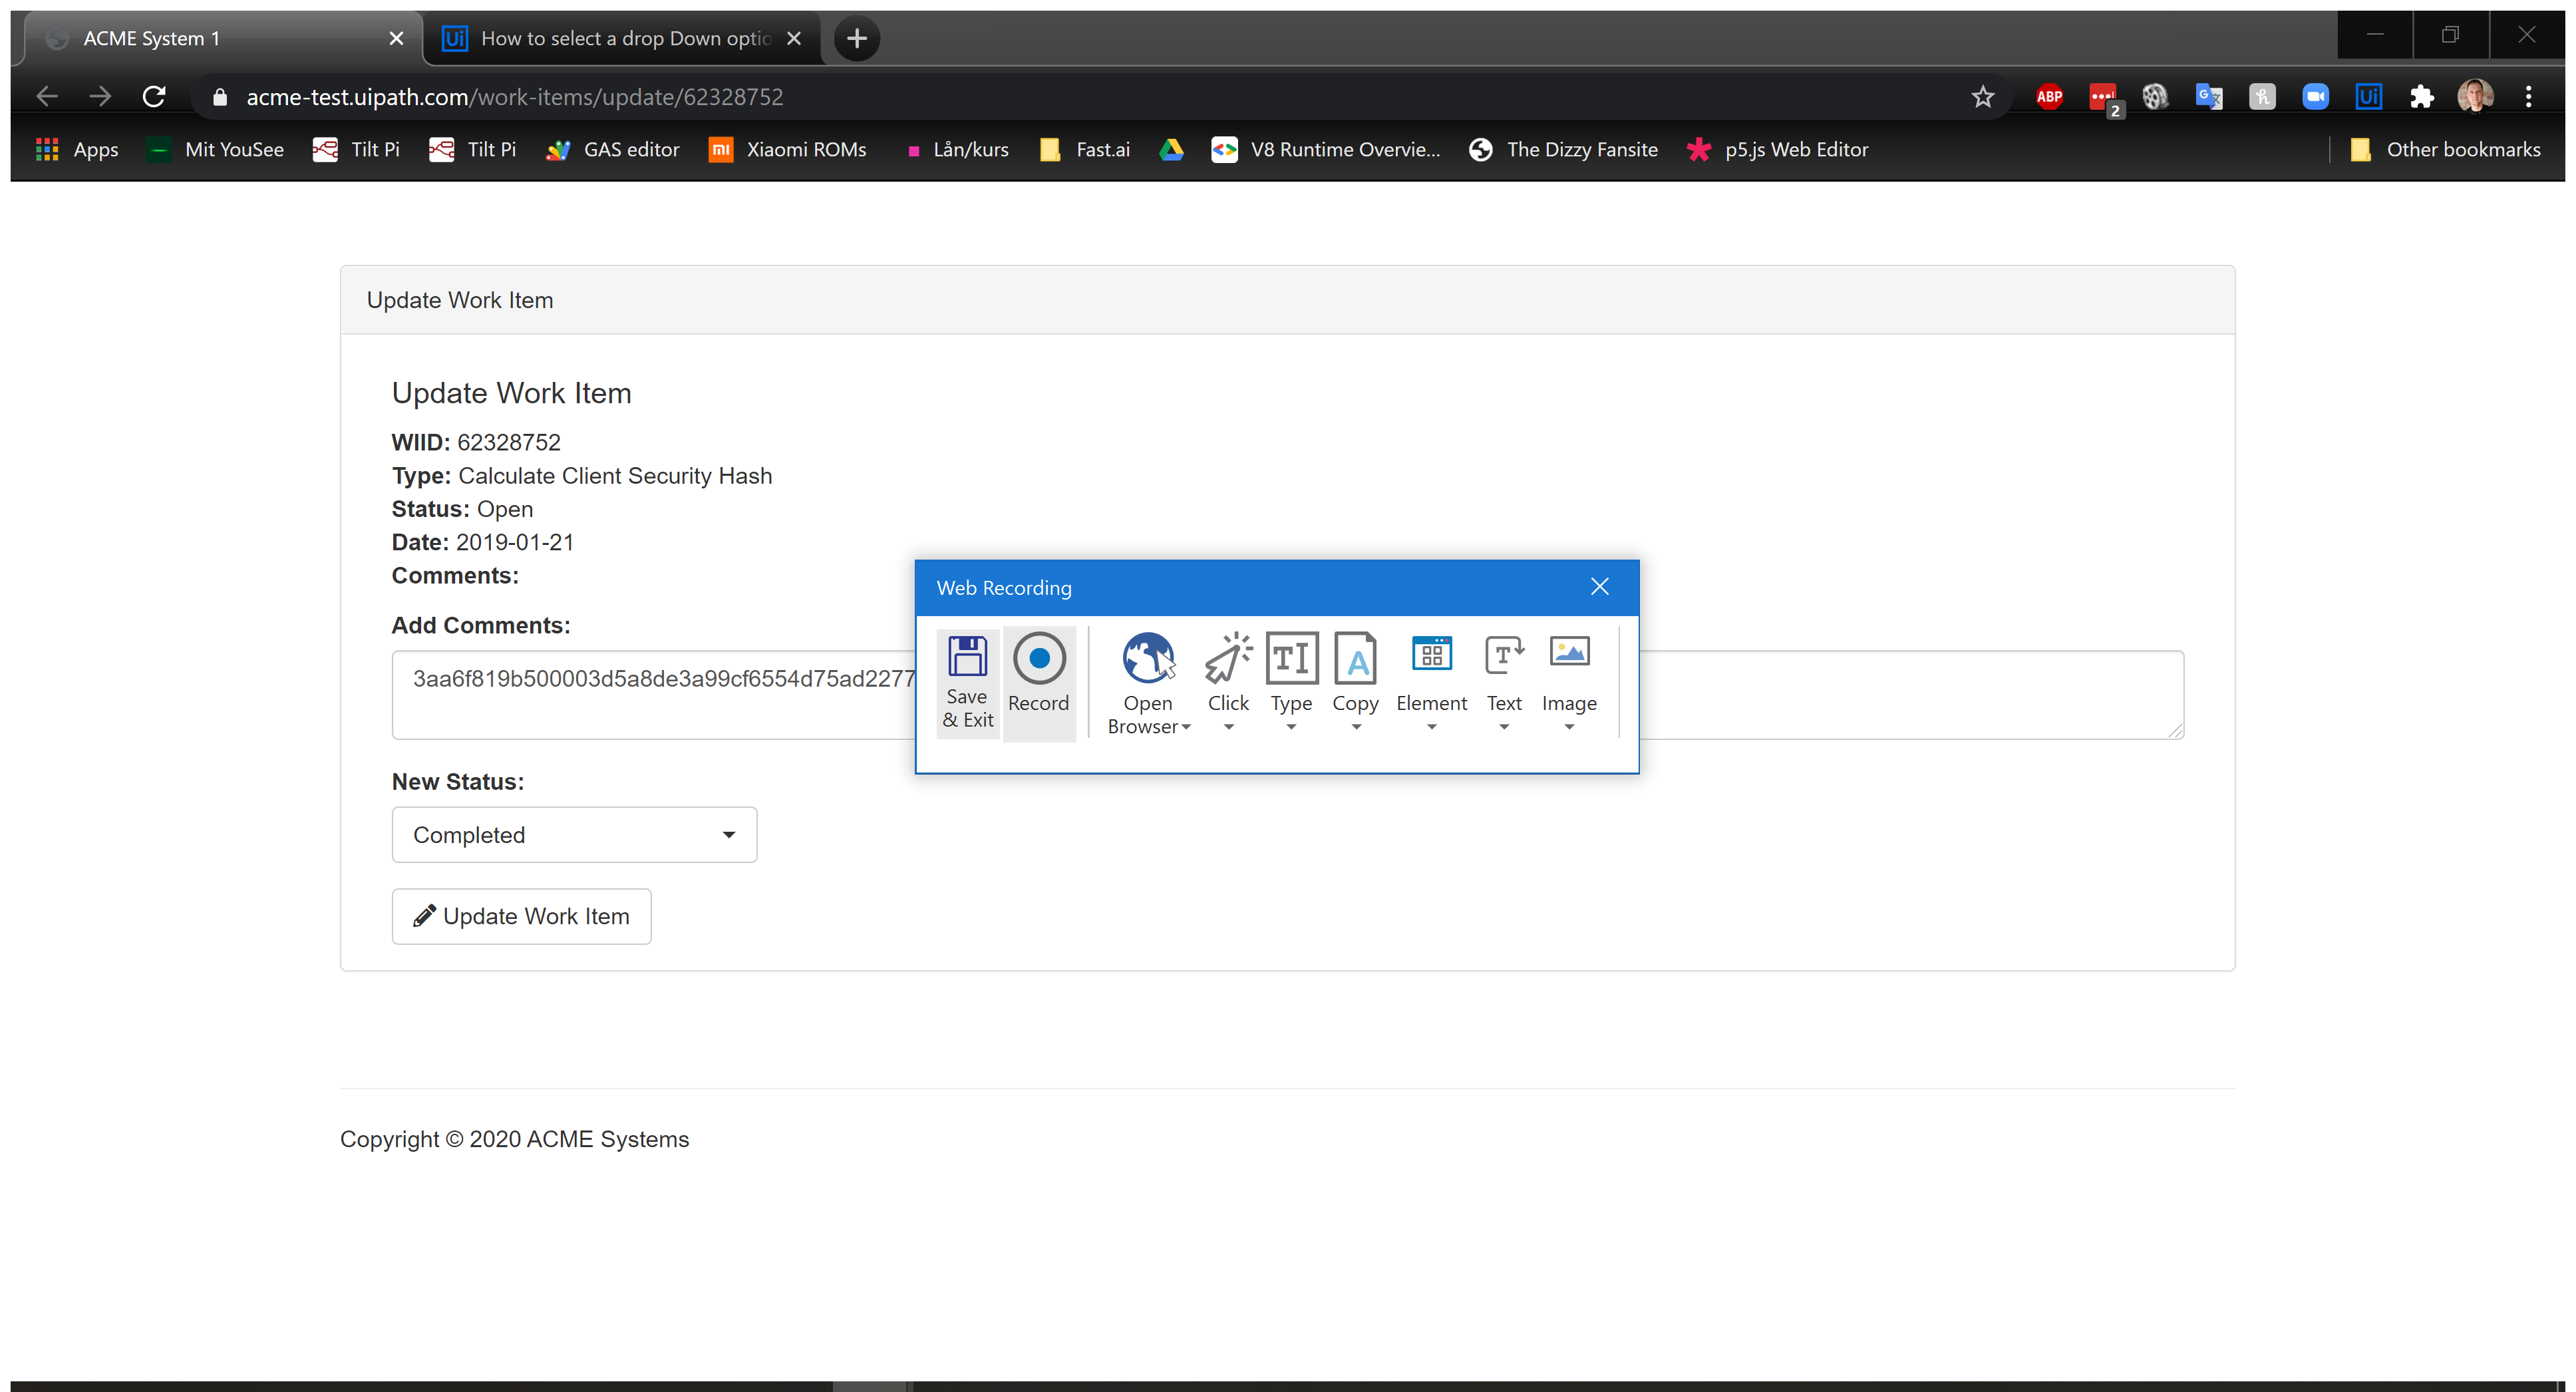 ACME System 1
Ui How to select a drop Down optio
acme-test.uipath.com/work-items/update/62328752
ABP 2 G h Ui
Apps Mit YouSee Tilt Pi Tilt Pi GAS editor mi Xiaomi ROMs Lån/kurs Fast.ai V8 Runtime Overvie... The Dizzy Fansite p5.js Web Editor Other bookmarks
Update Work Item
Update Work Item
WIID: 62328752
Type: Calculate Client Security Hash
Status: Open
Date: 2019-01-21
Comments:
Add Comments:
3aa6f819b500003d5a8de3a99cf6554d75ad2277
Web Recording
Save & Exit
Record
Open Browser
Click
Type
Copy
Element
Text
Image
New Status:
Completed
Update Work Item
Copyright © 2020 ACME Systems